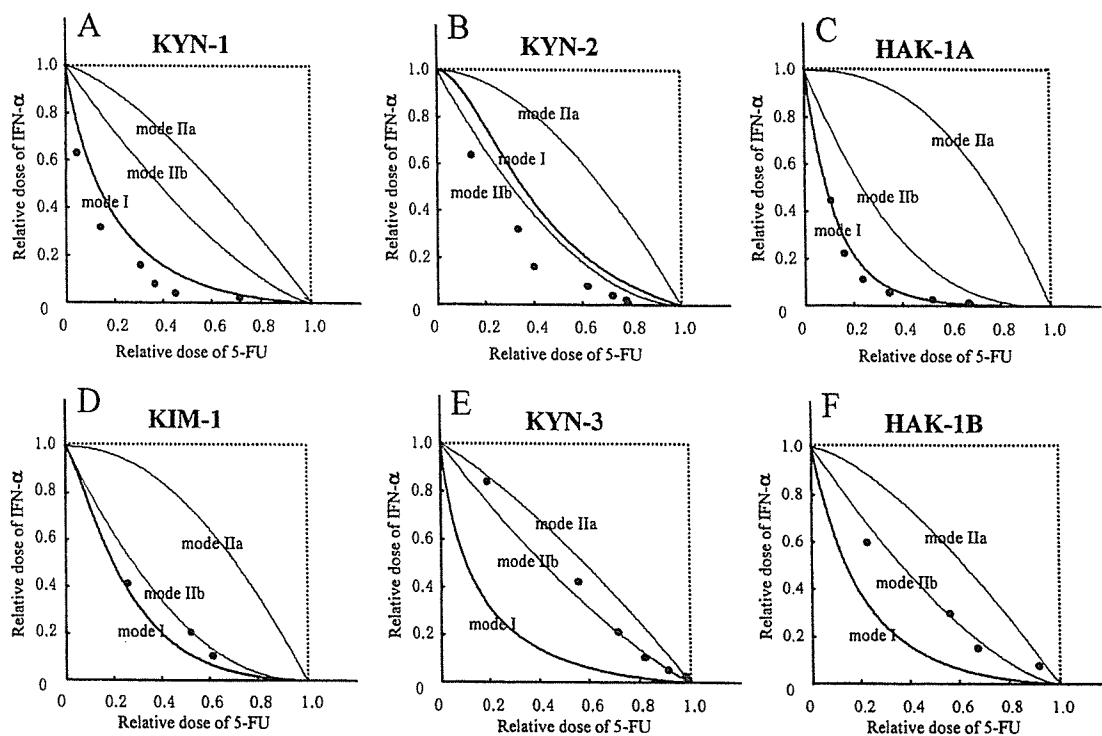 A
KYN-1
Relative dose of IFN-α
1.0
0.8
0.6
0.4
0.2
0
mode IIa
mode IIb
mode I
0 0.2 0.4 0.6 0.8 1.0
Relative dose of 5-FU
B
KYN-2
Relative dose of IFN-α
1.0
0.8
0.6
0.4
0.2
0
mode IIa
mode I
mode IIb
0 0.2 0.4 0.6 0.8 1.0
Relative dose of 5-FU
C
HAK-1A
Relative dose of IFN-α
1.0
0.8
0.6
0.4
0.2
0
mode IIa
mode IIb
mode I
0 0.2 0.4 0.6 0.8 1.0
Relative dose of 5-FU
D
KIM-1
Relative dose of IFN-α
1.0
0.8
0.6
0.4
0.2
0
mode IIa
mode IIb
mode I
0 0.2 0.4 0.6 0.8 1.0
Relative dose of 5-FU
E
KYN-3
Relative dose of IFN-α
1.0
0.8
0.6
0.4
0.2
0
mode IIa
mode IIb
mode I
0 0.2 0.4 0.6 0.8 1.0
Relative dose of 5-FU
F
HAK-1B
Relative dose of IFN-α
1.0
0.8
0.6
0.4
0.2
0
mode IIa
mode IIb
mode I
0 0.2 0.4 0.6 0.8 1.0
Relative dose of 5-FU